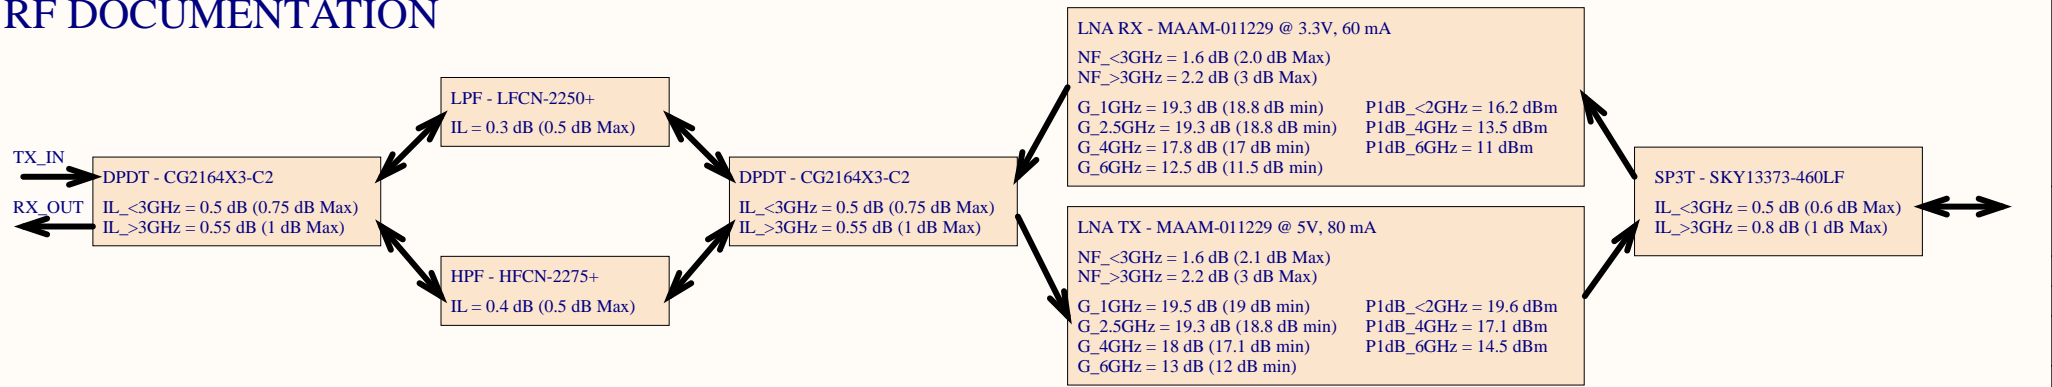 RF DOCUMENTATION
TX_IN
RX_OUT
DPDT - CG2164X3-C2
IL_<3GHz = 0.5 dB (0.75 dB Max)
IL_>3GHz = 0.55 dB (1 dB Max)
LPF - LFCN-2250+
IL = 0.3 dB (0.5 dB Max)
HPF - HFCN-2275+
IL = 0.4 dB (0.5 dB Max)
DPDT - CG2164X3-C2
IL_<3GHz = 0.5 dB (0.75 dB Max)
IL_>3GHz = 0.55 dB (1 dB Max)
LNA RX - MAAM-011229 @ 3.3V, 60 mA
NF_<3GHz = 1.6 dB (2.0 dB Max)
NF_>3GHz = 2.2 dB (3 dB Max)
G_1GHz = 19.3 dB (18.8 dB min)
G_2.5GHz = 19.3 dB (18.8 dB min)
G_4GHz = 17.8 dB (17 dB min)
G_6GHz = 12.5 dB (11.5 dB min)
P1dB_<2GHz = 16.2 dBm
P1dB_4GHz = 13.5 dBm
P1dB_6GHz = 11 dBm
LNA TX - MAAM-011229 @ 5V, 80 mA
NF_<3GHz = 1.6 dB (2.1 dB Max)
NF_>3GHz = 2.2 dB (3 dB Max)
G_1GHz = 19.5 dB (19 dB min)
G_2.5GHz = 19.3 dB (18.8 dB min)
G_4GHz = 18 dB (17.1 dB min)
G_6GHz = 13 dB (12 dB min)
P1dB_<2GHz = 19.6 dBm
P1dB_4GHz = 17.1 dBm
P1dB_6GHz = 14.5 dBm
SP3T - SKY13373-460LF
IL_<3GHz = 0.5 dB (0.6 dB Max)
IL_>3GHz = 0.8 dB (1 dB Max)